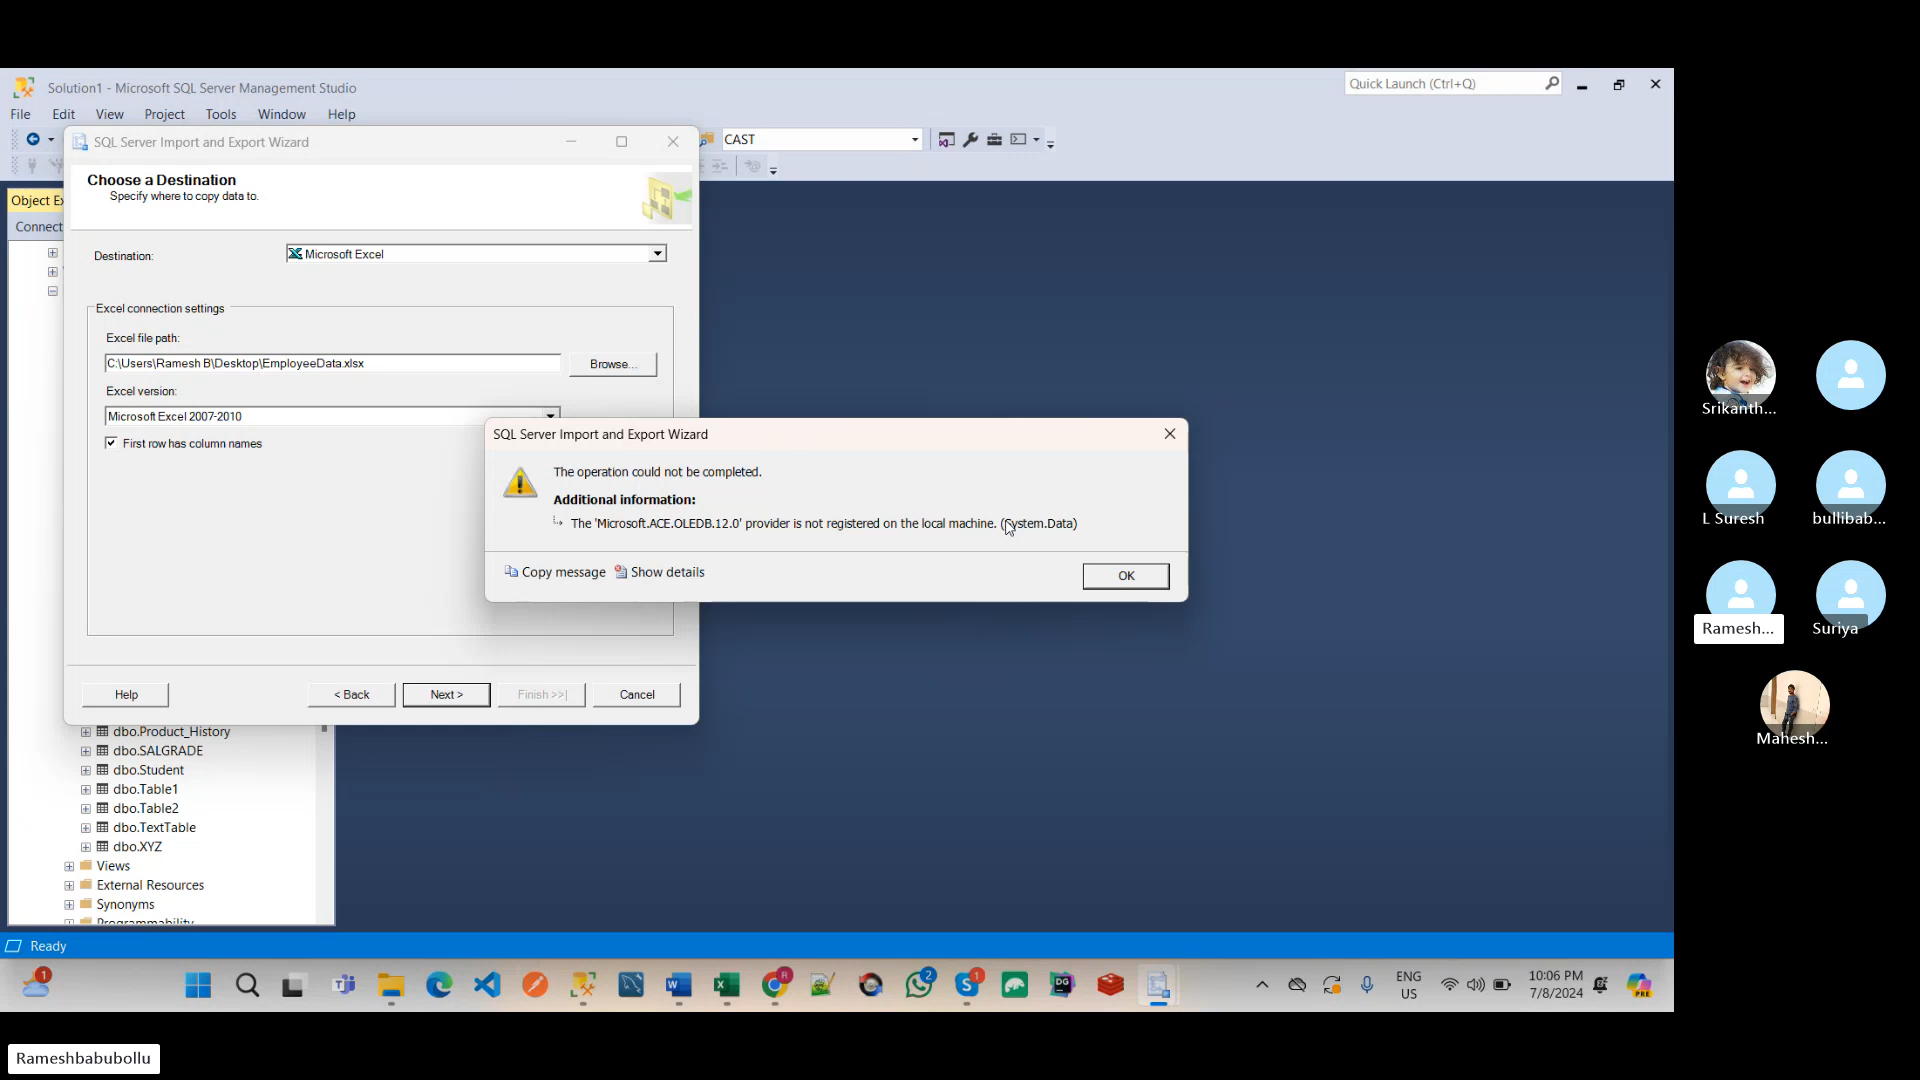 Solution1 - Microsoft SQL Server Management Studio
Quick Launch (Ctrl+Q)
File Edit View Project Tools Window Help
SQL Server Import and Export Wizard
CAST
Choose a Destination
Specify where to copy data to.
Object Ex
Connect
Destination:
Microsoft Excel
Excel connection settings
Excel file path:
C:\Users\Ramesh B\Desktop\EmployeeData.xlsx
Browse...
Excel version:
Microsoft Excel 2007-2010
First row has column names
SQL Server Import and Export Wizard
The operation could not be completed.
Additional information:
The 'Microsoft.ACE.OLEDB.12.0' provider is not registered on the local machine. (System.Data)
Copy message Show details
OK
Help
< Back
Next >
Finish >>|
Cancel
dbo.Product_History
dbo.SALGRADE
dbo.Student
dbo.Table1
dbo.Table2
dbo.TextTable
dbo.XYZ
Views
External Resources
Synonyms
Programmability
Ready
1
R
2
1
DG
ENG
US
10:06 PM
7/8/2024
PRE
Srikanth...
L Suresh
bullibab...
Ramesh...
Suriya
Mahesh...
Rameshbabubollu